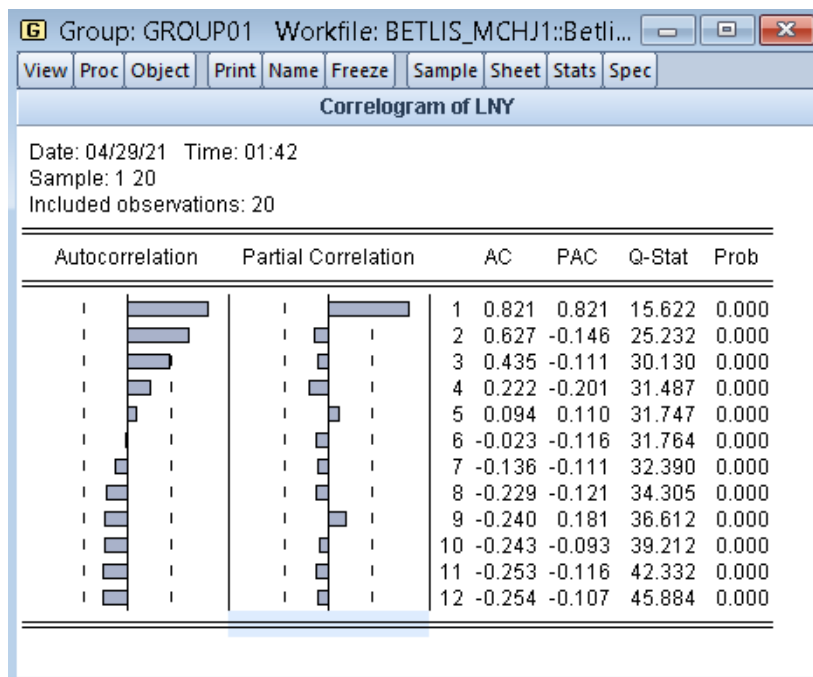 G Group: GROUP01 Workfile: BETLIS_MCHJ1::Betli...
View Proc Object Print Name Freeze Sample Sheet Stats Spec
Correlogram of LNY
Date: 04/29/21 Time: 01:42
Sample: 1 20
Included observations: 20
Autocorrelation Partial Correlation AC PAC Q-Stat Prob
1 0.821 0.821 15.622 0.000
2 0.627 -0.146 25.232 0.000
3 0.435 -0.111 30.130 0.000
4 0.222 -0.201 31.487 0.000
5 0.094 0.110 31.747 0.000
6 -0.023 -0.116 31.764 0.000
7 -0.136 -0.111 32.390 0.000
8 -0.229 -0.121 34.305 0.000
9 -0.240 0.181 36.612 0.000
10 -0.243 -0.093 39.212 0.000
11 -0.253 -0.116 42.332 0.000
12 -0.254 -0.107 45.884 0.000